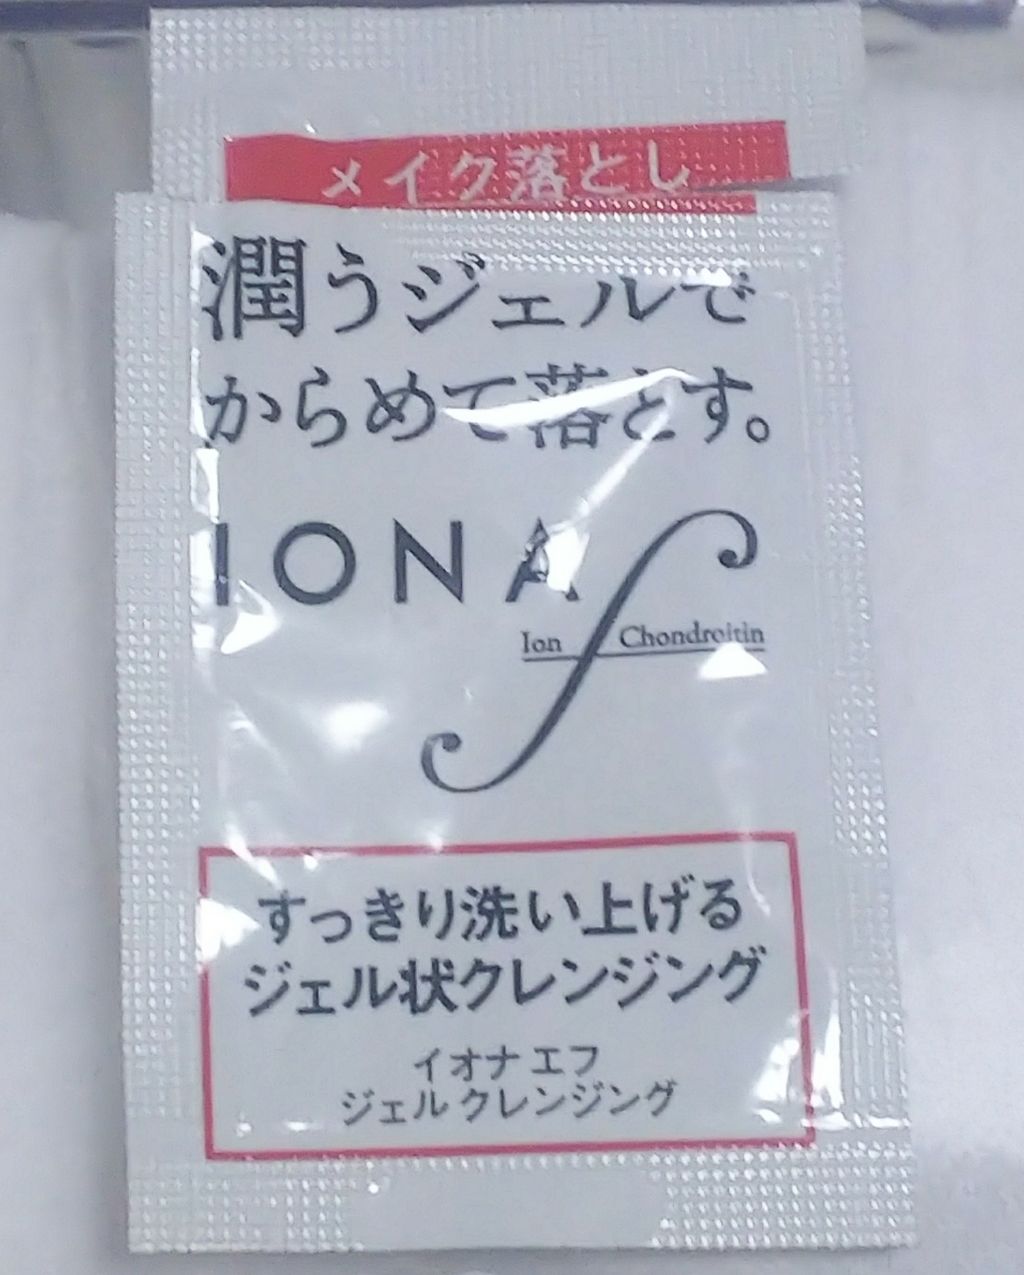 メイク落とし
潤うジェルで
からめて落とす。
IONA
Ion Chondroitin
すっきり洗い上げる
ジェル状クレンジング
イオナ エフ
ジェル クレンジング